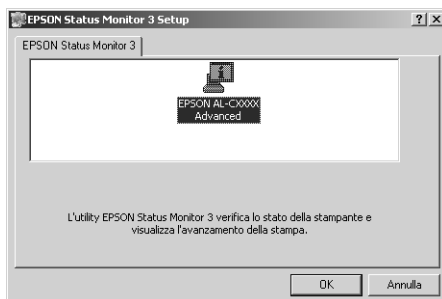 EPSON Status Monitor 3 Setup
EPSON Status Monitor 3
EPSON AL-CXXXX
Advanced
L'utility EPSON Status Monitor 3 verifica lo stato della stampante e
visualizza l'avanzamento della stampa.
OK Annulla